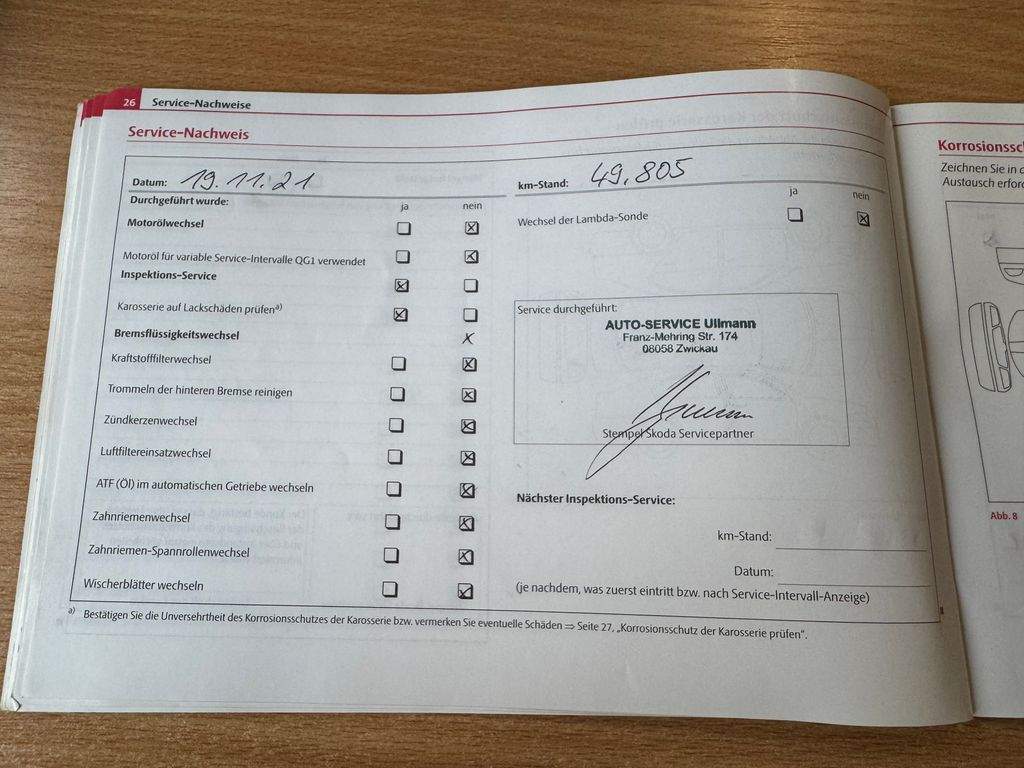 26 Service-Nachweise
Service-Nachweis
Datum: 19.11.21
Durchgeführt wurde:
ja nein
Motorölwechsel
Motoröl für variable Service-Intervalle QG1 verwendet
Inspektions-Service
Karosserie auf Lackschäden prüfen a)
Bremsflüssigkeitswechsel
Kraftstofffilterwechsel
Trommeln der hinteren Bremse reinigen
Zündkerzenwechsel
Luftfiltereinsatzwechsel
ATF (Öl) im automatischen Getriebe wechseln
Zahnriemenwechsel
Zahnriemen-Spannrollenwechsel
Wischerblätter wechseln
km-Stand: 49.805
ja nein
Wechsel der Lambda-Sonde
Service durchgeführt:
AUTO-SERVICE Ullmann
Franz-Mehring Str. 174
08058 Zwickau
Stempel Skoda Servicepartner
Nächster Inspektions-Service:
km-Stand:
Datum:
(je nachdem, was zuerst eintritt bzw. nach Service-Intervall-Anzeige)
a) Bestätigen Sie die Unversehrtheit des Korrosionsschutzes der Karosserie bzw. vermerken Sie eventuelle Schäden ⇒ Seite 27, „Korrosionsschutz der Karosserie prüfen".
Korrosionssc
Zeichnen Sie in d
Austausch erford
Abb. 8